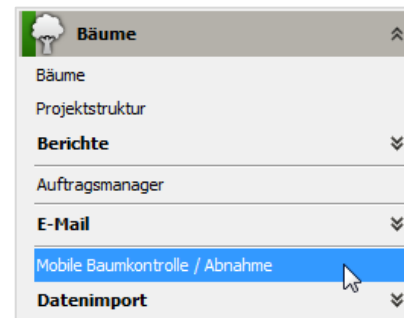 Bäume
Bäume
Projektstruktur
Berichte
Auftragsmanager
E-Mail
Mobile Baumkontrolle / Abnahme
Datenimport